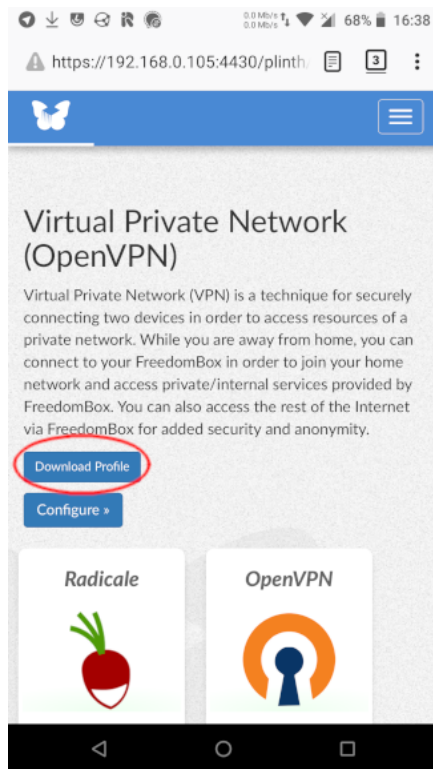 0.0 Mb/s
0.0 Mb/s
68%
16:38
https://192.168.0.105:4430/plinth/
3
Virtual Private Network
(OpenVPN)
Virtual Private Network (VPN) is a technique for securely
connecting two devices in order to access resources of a
private network. While you are away from home, you can
connect to your FreedomBox in order to join your home
network and access private/internal services provided by
FreedomBox. You can also access the rest of the Internet
via FreedomBox for added security and anonymity.
Download Profile
Configure »
Radicale
OpenVPN